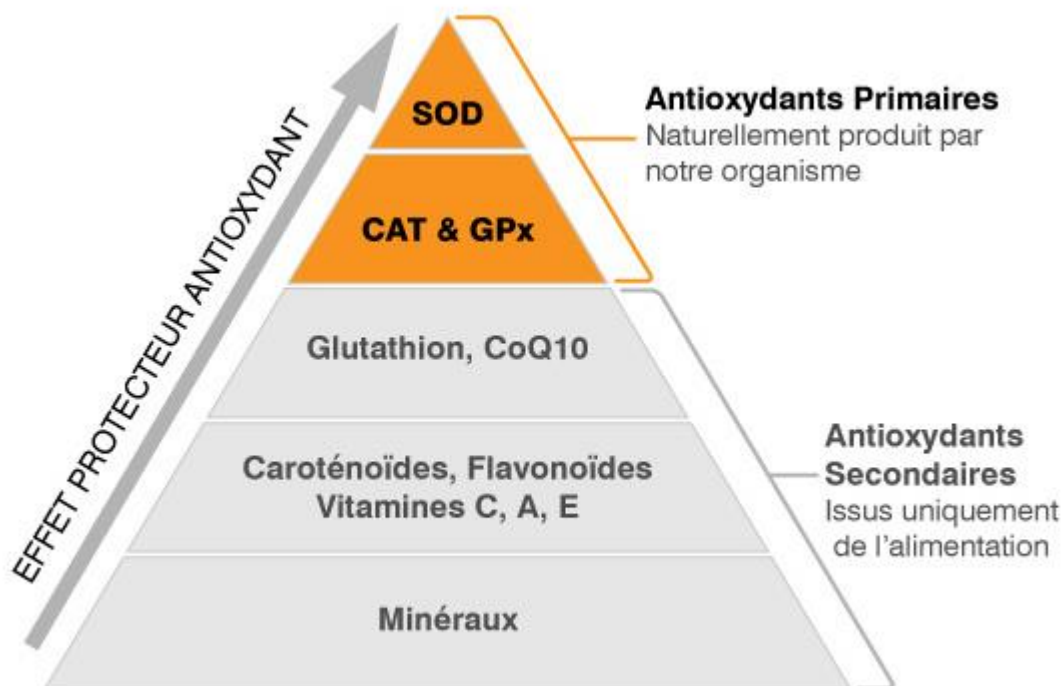 EFFET PROTECTEUR ANTIOXYDANT
SOD
CAT & GPx
Antioxydants Primaires
Naturellement produit par
notre organisme
Glutathion, CoQ10
Caroténoïdes, Flavonoïdes
Vitamines C, A, E
Minéraux
Antioxydants
Secondaires
Issus uniquement
de l'alimentation